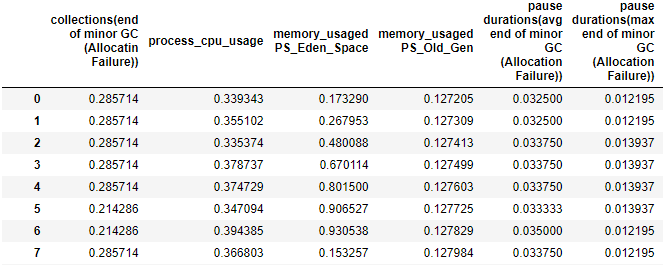 collections(end of minor GC (Allocatin Failure)) process_cpu_usage memory_usaged PS_Eden_Space memory_usaged PS_Old_Gen pause durations(avg end of minor GC (Allocation Failure)) pause durations(max end of minor GC (Allocation Failure))
0 0.285714 0.339343 0.173290 0.127205 0.032500 0.012195
1 0.285714 0.355102 0.267953 0.127309 0.032500 0.012195
2 0.285714 0.335374 0.480088 0.127413 0.033750 0.013937
3 0.285714 0.378737 0.670114 0.127499 0.033750 0.013937
4 0.285714 0.374729 0.801500 0.127603 0.033750 0.013937
5 0.214286 0.347094 0.906527 0.127725 0.033333 0.013937
6 0.214286 0.394385 0.930538 0.127829 0.035000 0.012195
7 0.285714 0.366803 0.153257 0.127984 0.033750 0.012195